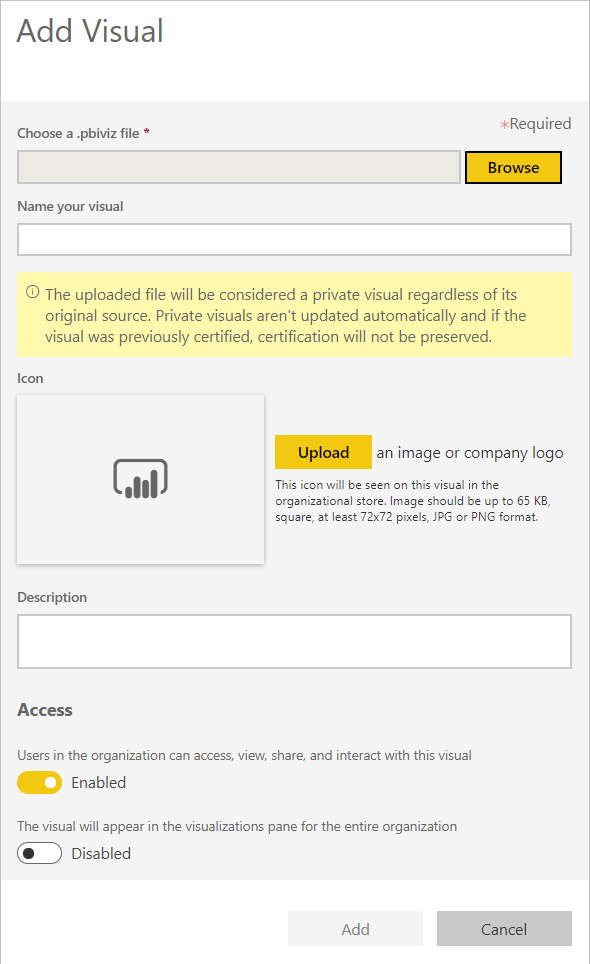 Add Visual
*Required
Choose a .pbiviz file *
Browse
Name your visual
The uploaded file will be considered a private visual regardless of its
original source. Private visuals aren't updated automatically and if the
visual was previously certified, certification will not be preserved.
Icon
Upload an image or company logo
This icon will be seen on this visual in the
organizational store. Image should be up to 65 KB,
square, at least 72x72 pixels, JPG or PNG format.
Description
Access
Users in the organization can access, view, share, and interact with this visual
Enabled
The visual will appear in the visualizations pane for the entire organization
Disabled
Add Cancel